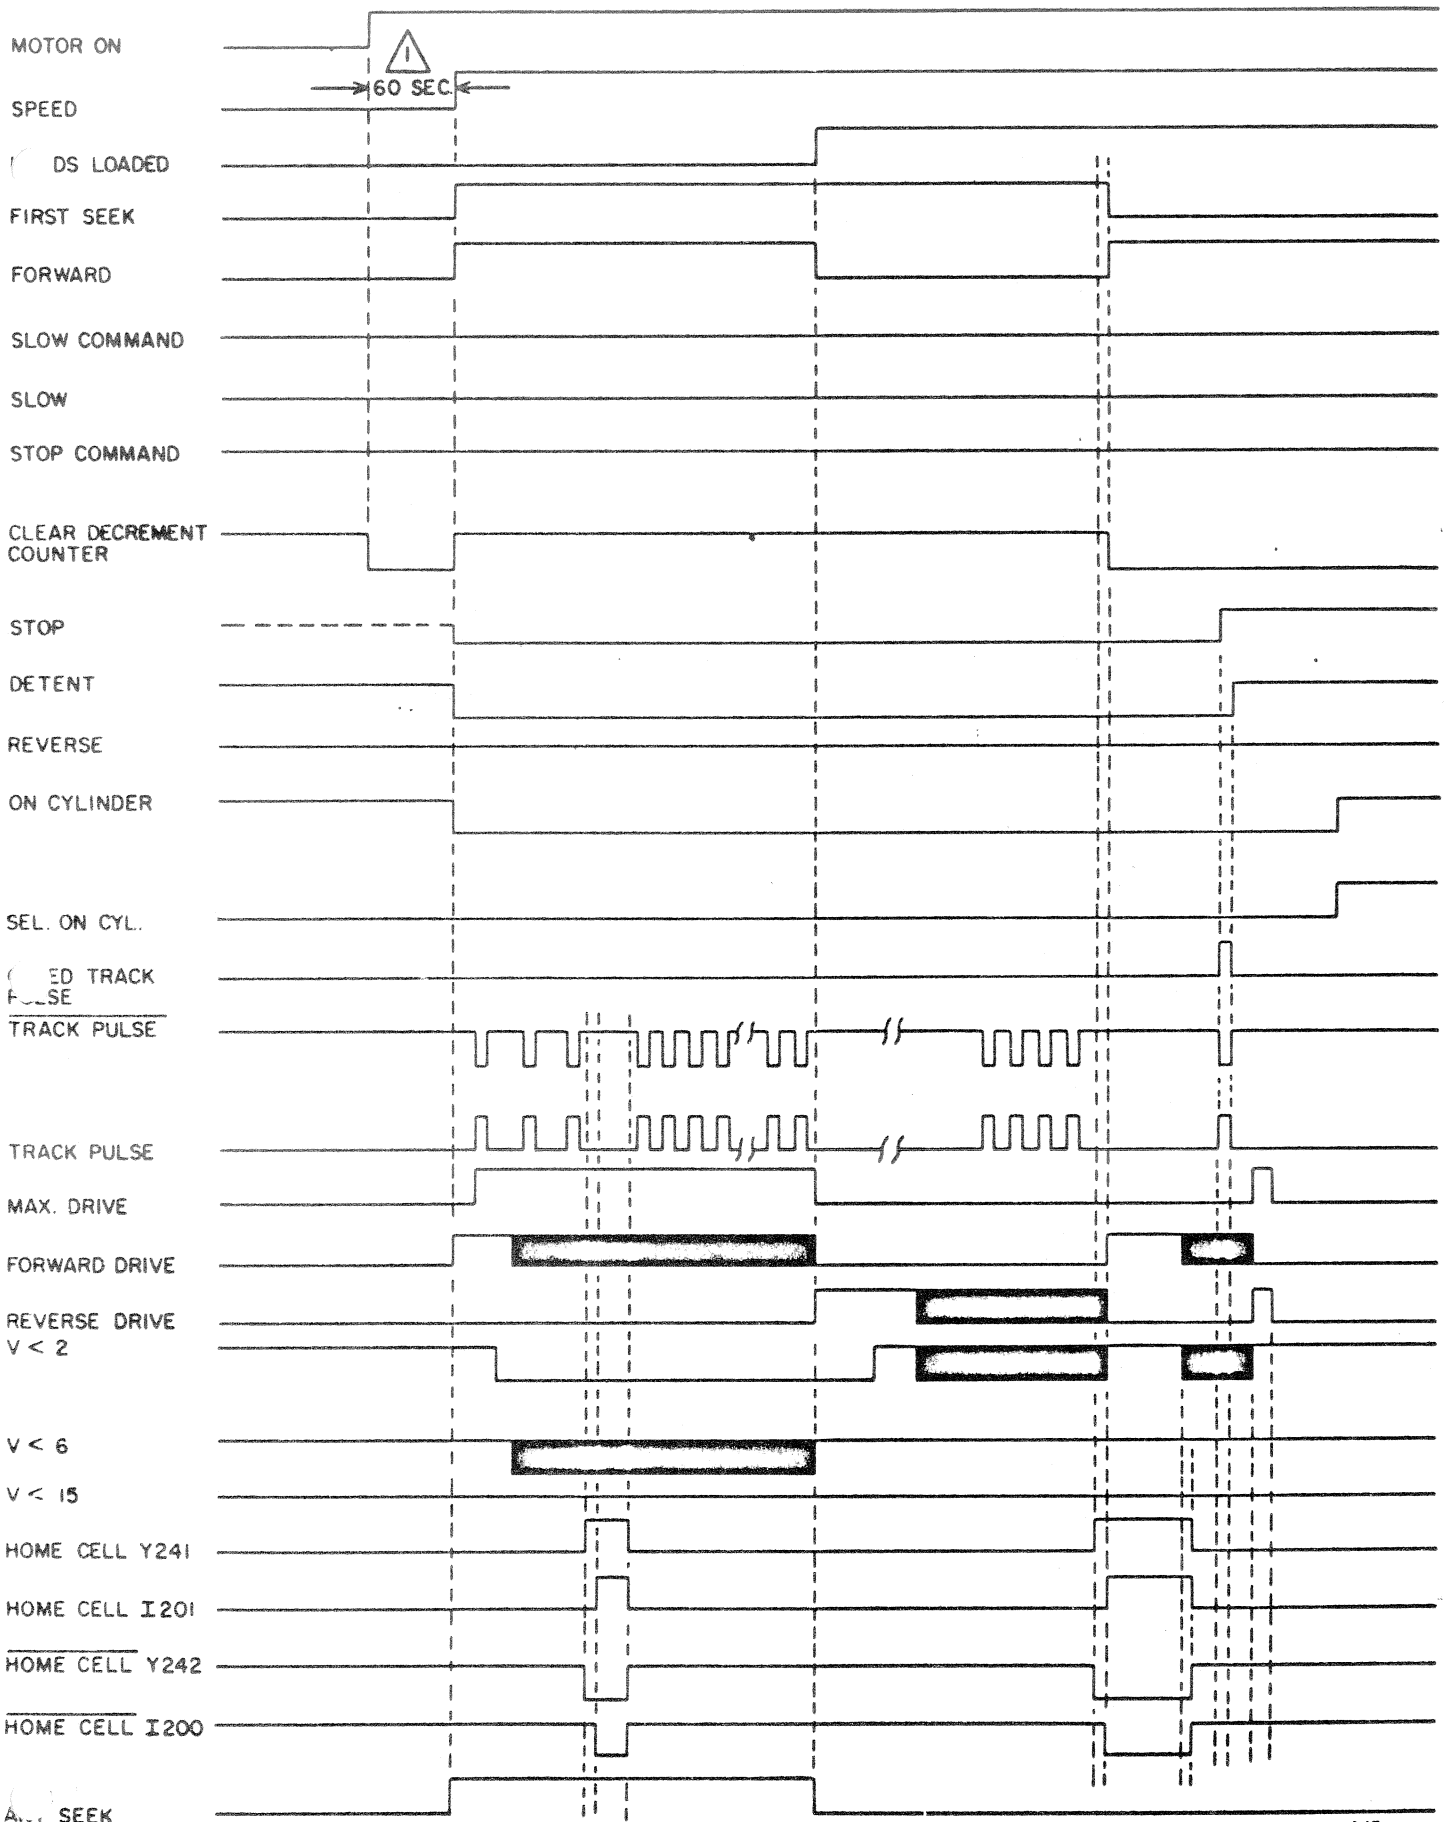 MOTOR ON
1
60 SEC.
SPEED
DS LOADED
FIRST SEEK
FORWARD
SLOW COMMAND
SLOW
STOP COMMAND
CLEAR DECREMENT
COUNTER
STOP
DETENT
REVERSE
ON CYLINDER
SEL. ON CYL.
ED TRACK
SE
TRACK PULSE
TRACK PULSE
MAX. DRIVE
FORWARD DRIVE
REVERSE DRIVE
V < 2
V < 6
V < 15
HOME CELL Y241
HOME CELL I201
HOME CELL Y242
HOME CELL I200
SEEK